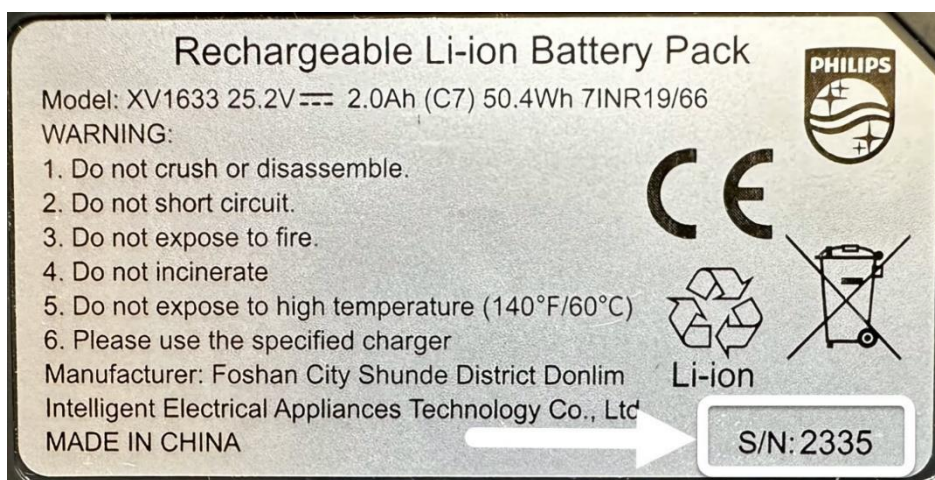 Rechargeable Li-ion Battery Pack
PHILIPS
Model: XV1633 25.2V⎓ 2.0Ah (C7) 50.4Wh 7INR19/66
WARNING:
1. Do not crush or disassemble.
2. Do not short circuit.
3. Do not expose to fire.
4. Do not incinerate
5. Do not expose to high temperature (140°F/60°C)
6. Please use the specified charger
CE
Li-ion
Manufacturer: Foshan City Shunde District Donlim
Intelligent Electrical Appliances Technology Co., Ltd
MADE IN CHINA
S/N: 2335